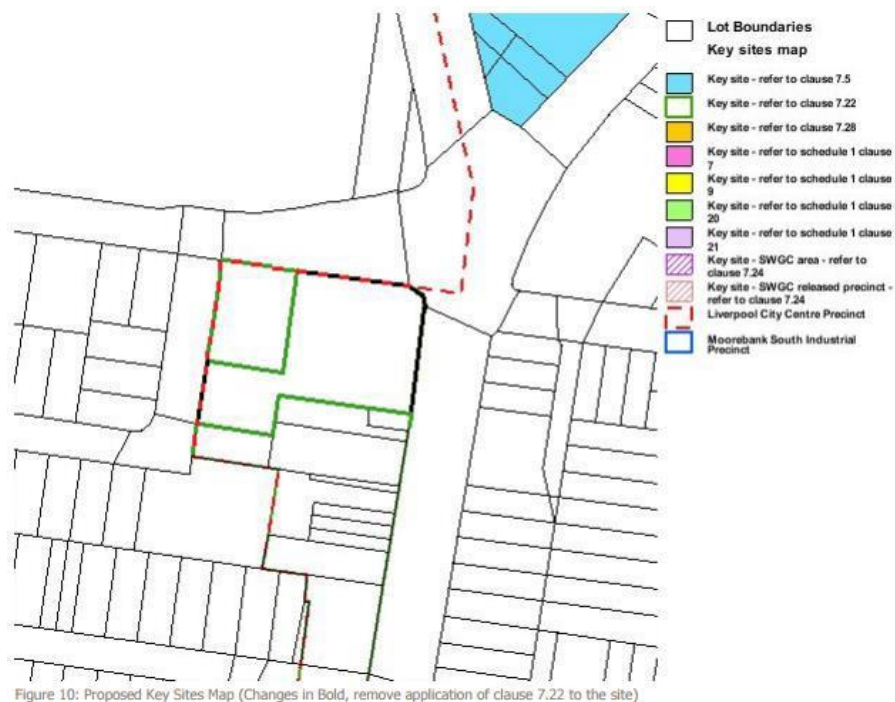 Lot Boundaries
Key sites map
Key site - refer to clause 7.5
Key site - refer to clause 7.22
Key site - refer to clause 7.28
Key site - refer to schedule 1 clause
7
Key site - refer to schedule 1 clause
9
Key site - refer to schedule 1 clause
20
Key site - refer to schedule 1 clause
21
Key site - SWGC area - refer to
clause 7.24
Key site - SWGC released precinct -
refer to clause 7.24
Liverpool City Centre Precinct
Moorebank South Industrial
Precinct
Figure 10: Proposed Key Sites Map (Changes in Bold, remove application of clause 7.22 to the site)